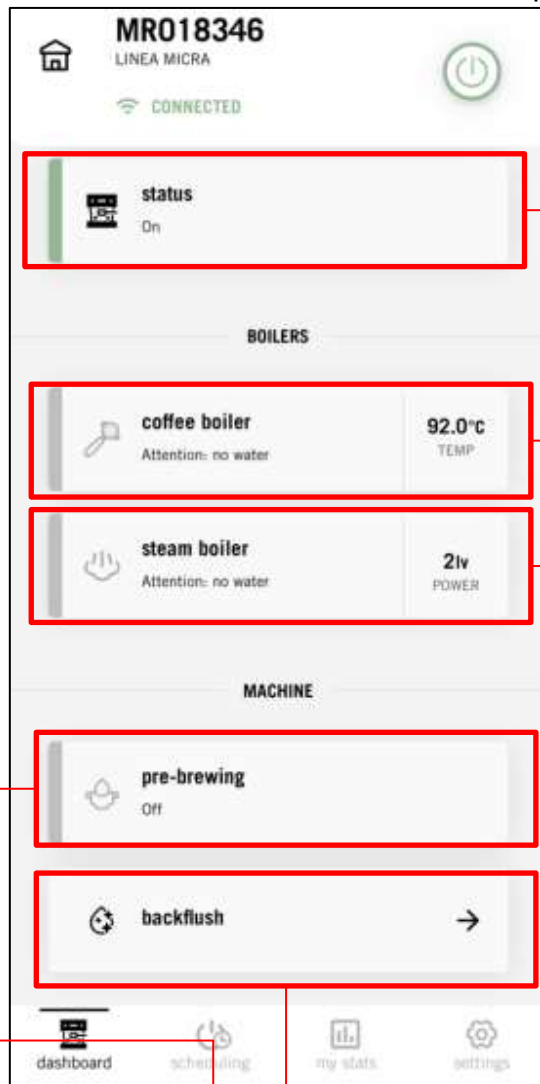 MR018346
LINEA MICRA
CONNECTED
status
On
BOILERS
coffee boiler
Attention: no water
92.0°C
TEMP
steam boiler
Attention: no water
2lv
POWER
MACHINE
pre-brewing
Off
backflush
dashboard
scheduling
my stats
settings